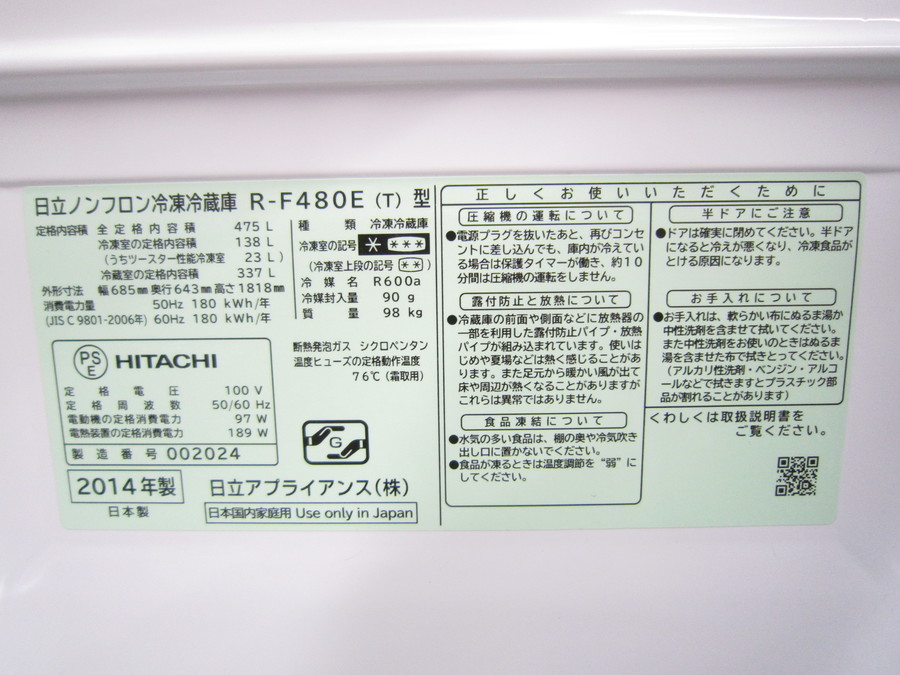 日立ノンフロン冷凍冷蔵庫 R-F480E (T) 型
定格内容積 全定格内容積 475 L
冷凍室の定格内容積 138 L
(うちツースター性能冷凍室 23 L)
冷蔵室の定格内容積 337 L
外形寸法 幅685mm奥行643mm高さ1818mm
消費電力量 50Hz 180 kWh/年
(JIS C 9801-2006年) 60Hz 180 kWh/年
種類 冷凍冷蔵庫
冷凍室の記号 * ***
(冷凍室上段の記号 **)
冷媒名 R600a
冷媒封入量 90 g
質量 98 kg
断熱発泡ガス シクロペンタン
温度ヒューズの定格動作温度
76℃(霜取用)
PS
E
HITACHI
定格電圧 100 V
定格周波数 50/60 Hz
電動機の定格消費電力 97 W
電熱装置の定格消費電力 189 W
製造番号 002024
G
2014年製
日本製
日立アプライアンス(株)
日本国内家庭用 Use only in Japan
正しくお使いいただくために
圧縮機の運転について
●電源プラグを抜いたあと、再びコンセ
ントに差し込んでも、庫内が冷えてい
る場合は保護タイマーが働き、約10
分間は圧縮機の運転をしません。
露付防止と放熱について
●冷蔵庫の前面や側面などに放熱器の
一部を利用した露付防止パイプ・放熱
パイプが組み込まれています。使いは
じめや夏場などは熱く感じることがあ
ります。また足元から暖かい風が出て
床や周辺が熱くなることがありますが
これらは異常ではありません。
食品凍結について
●水気の多い食品は、棚の奥や冷気吹き
出し口に置かないでください。
●食品が凍るときは温度調節を“弱”に
してください。
半ドアにご注意
●ドアは確実に閉めてください。半ドア
になると冷えが悪くなり、冷凍食品が
とける原因になります。
お手入れについて
●お手入れは、軟らかい布にぬるま湯か
中性洗剤を含ませて拭いてください。
また中性洗剤をお使いのときはぬるま
湯を含ませた布で拭きとってください。
(アルカリ性洗剤・ベンジン・アルコ
ールなどで拭きますとプラスチック部
品が割れることがあります)
くわしくは取扱説明書を
ご覧ください。